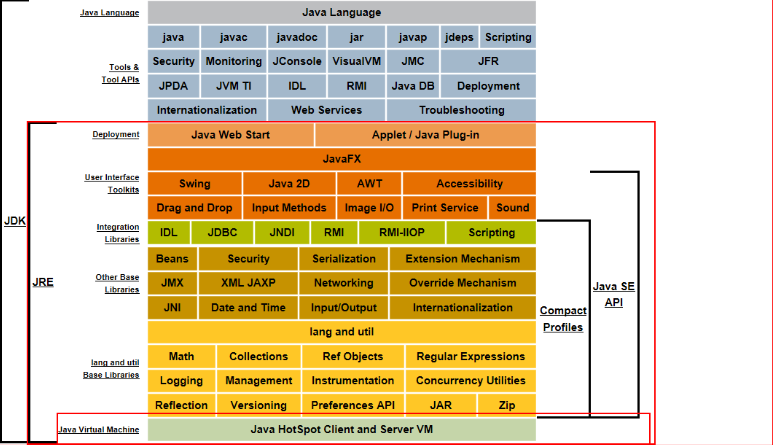 Java Language Java Language
java javac javadoc jar javap jdeps Scripting
Security Monitoring JConsole VisualVM JMC JFR
Tools &
Tool APIs
JPDA JVM TI IDL RMI Java DB Deployment
Internationalization Web Services Troubleshooting
Deployment Java Web Start Applet / Java Plug-in
JavaFX
User Interface
Toolkits
Swing Java 2D AWT Accessibility
Drag and Drop Input Methods Image I/O Print Service Sound
Integration
Libraries
IDL JDBC JNDI RMI RMI-IIOP Scripting
JDK
Beans Security Serialization Extension Mechanism
JRE
Other Base
Libraries
JMX XML JAXP Networking Override Mechanism
Java SE
API
JNI Date and Time Input/Output Internationalization
Compact
Profiles
lang and util
lang and util
Base Libraries
Math Collections Ref Objects Regular Expressions
Logging Management Instrumentation Concurrency Utilities
Reflection Versioning Preferences API JAR Zip
Java Virtual Machine Java HotSpot Client and Server VM